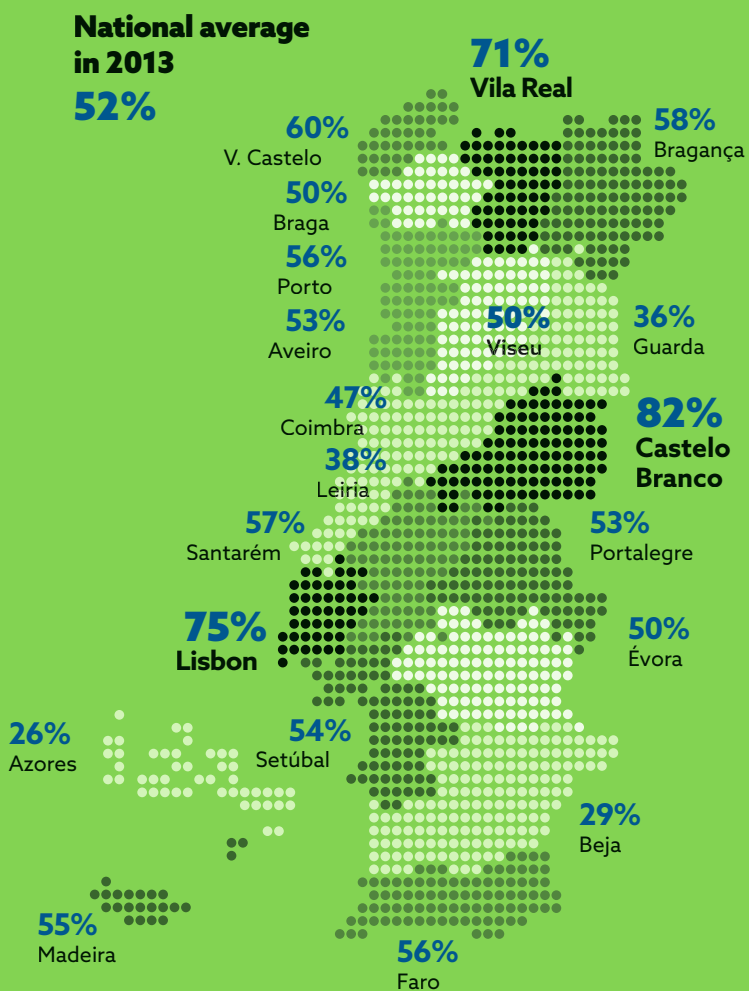 National average
in 2013
52%
71%
Vila Real
60%
V. Castelo
58%
Bragança
50%
Braga
56%
Porto
53%
Aveiro
50%
Viseu
36%
Guarda
47%
Coimbra
82%
Castelo
Branco
38%
Leiria
57%
Santarém
53%
Portalegre
75%
Lisbon
50%
Évora
26%
Azores
54%
Setúbal
29%
Beja
55%
Madeira
56%
Faro